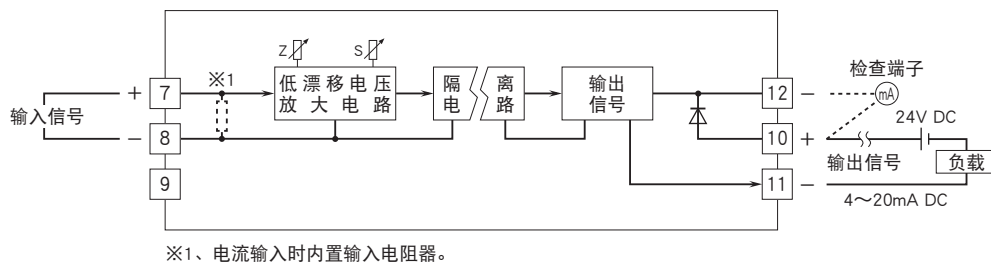 输入信号
+ 7
− 8
9
※1
Z
S
低漂移电压
放大电路
隔离
电路
输出
信号
12 −
10 +
11 −
检查端子
mA
24V DC
输出信号
负载
4～20mA DC
※1、电流输入时内置输入电阻器。